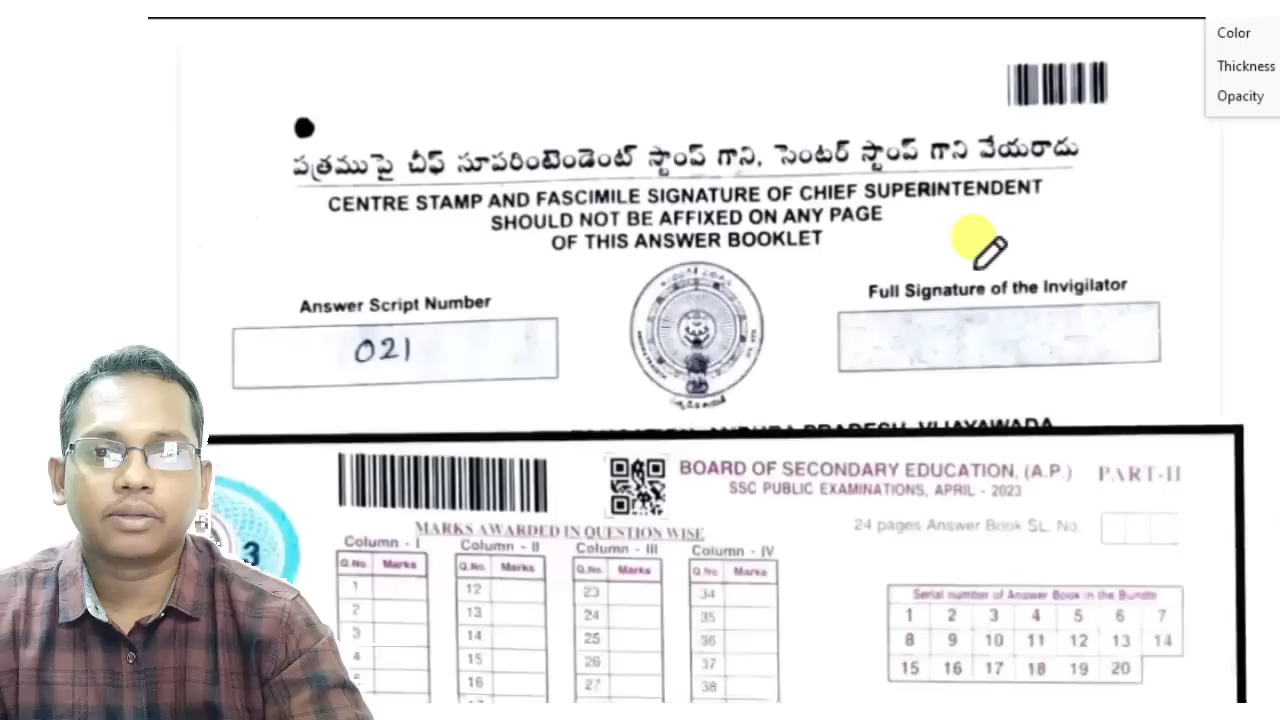 Color
Thickness
Opacity
పత్రముపై చీఫ్ సూపరింటెండెంట్ స్టాంప్ గాని, సెంటర్ స్టాంప్ గాని వేయరాదు
CENTRE STAMP AND FASCIMILE SIGNATURE OF CHIEF SUPERINTENDENT
SHOULD NOT BE AFFIXED ON ANY PAGE
OF THIS ANSWER BOOKLET
Answer Script Number
Full Signature of the Invigilator
021
EDUCATION, ANDHRA PRADESH, VIJAYAWADA
BOARD OF SECONDARY EDUCATION, (A.P.) PART-II
SSC PUBLIC EXAMINATIONS, APRIL - 2023
24 pages Answer Book SL. No.
MARKS AWARDED IN QUESTION WISE
Column - I Column - II Column - III Column - IV
Q.No Marks Q.No. Marks Q.No. Marks Q.No Marks
1 12 23 34
2 13 24 35
3 14 25 36
4 15 26 37
5 16 27 38
Serial number of Answer Book in the Bundle
1 2 3 4 5 6 7
8 9 10 11 12 13 14
15 16 17 18 19 20
3